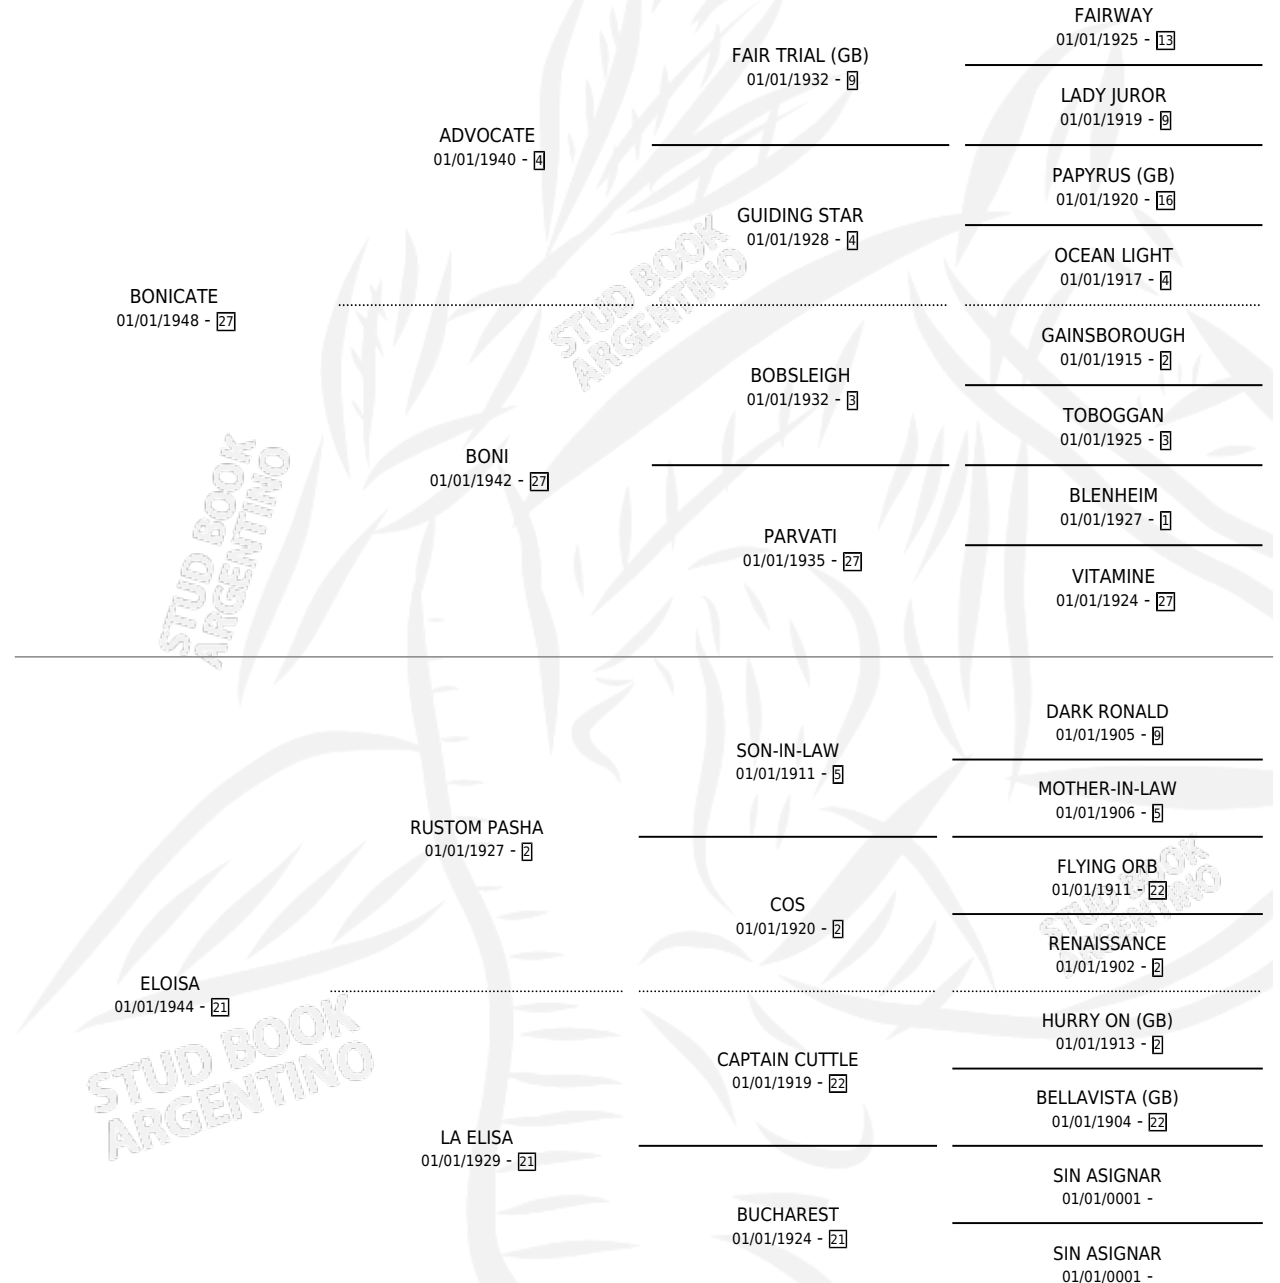 FAIRWAY
01/01/1925 - 13
FAIR TRIAL (GB)
01/01/1932 - 9
LADY JUROR
01/01/1919 - 9
ADVOCATE
01/01/1940 - 4
PAPYRUS (GB)
01/01/1920 - 16
GUIDING STAR
01/01/1928 - 4
OCEAN LIGHT
01/01/1917 - 4
BONICATE
01/01/1948 - 27
STUD BOOK
ARGENTINO
GAINSBOROUGH
01/01/1915 - 2
BOBSLEIGH
01/01/1932 - 3
TOBOGGAN
01/01/1925 - 3
BONI
01/01/1942 - 27
BLENHEIM
01/01/1927 - 1
PARVATI
01/01/1935 - 27
VITAMINE
01/01/1924 - 27
STUD BOOK
ARGENTINO
DARK RONALD
01/01/1905 - 9
SON-IN-LAW
01/01/1911 - 5
MOTHER-IN-LAW
01/01/1906 - 5
RUSTOM PASHA
01/01/1927 - 2
FLYING ORB
01/01/1911 - 22
COS
01/01/1920 - 2
STUD BOOK
ARGENTINO
RENAISSANCE
01/01/1902 - 2
ELOISA
01/01/1944 - 21
STUD BOOK
ARGENTINO
HURRY ON (GB)
01/01/1913 - 2
CAPTAIN CUTTLE
01/01/1919 - 22
BELLAVISTA (GB)
01/01/1904 - 22
LA ELISA
01/01/1929 - 21
SIN ASIGNAR
01/01/0001 -
BUCHAREST
01/01/1924 - 21
SIN ASIGNAR
01/01/0001 -